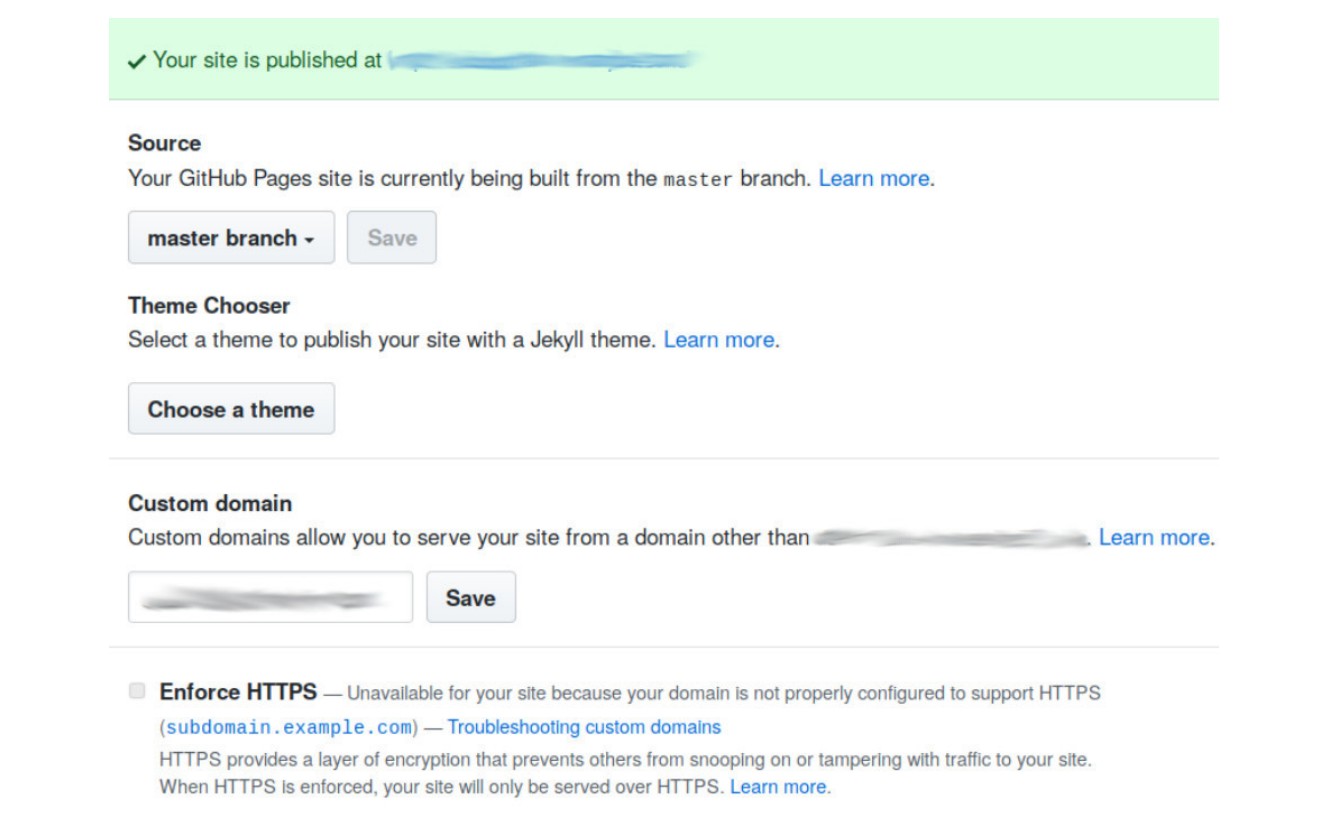 ✓ Your site is published at
Source
Your GitHub Pages site is currently being built from the master branch. Learn more.
master branch
Save
Theme Chooser
Select a theme to publish your site with a Jekyll theme. Learn more.
Choose a theme
Custom domain
Custom domains allow you to serve your site from a domain other than . Learn more.
Save
Enforce HTTPS — Unavailable for your site because your domain is not properly configured to support HTTPS
(subdomain.example.com) — Troubleshooting custom domains
HTTPS provides a layer of encryption that prevents others from snooping on or tampering with traffic to your site.
When HTTPS is enforced, your site will only be served over HTTPS. Learn more.